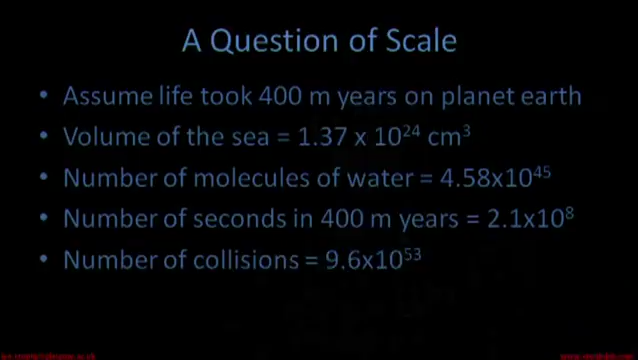 A Question of Scale
• Assume life took 400 m years on planet earth
• Volume of the sea = 1.37 x 10²⁴ cm³
• Number of molecules of water = 4.58x10⁴⁵
• Number of seconds in 400 m years = 2.1x10⁸
• Number of collisions = 9.6x10⁵³